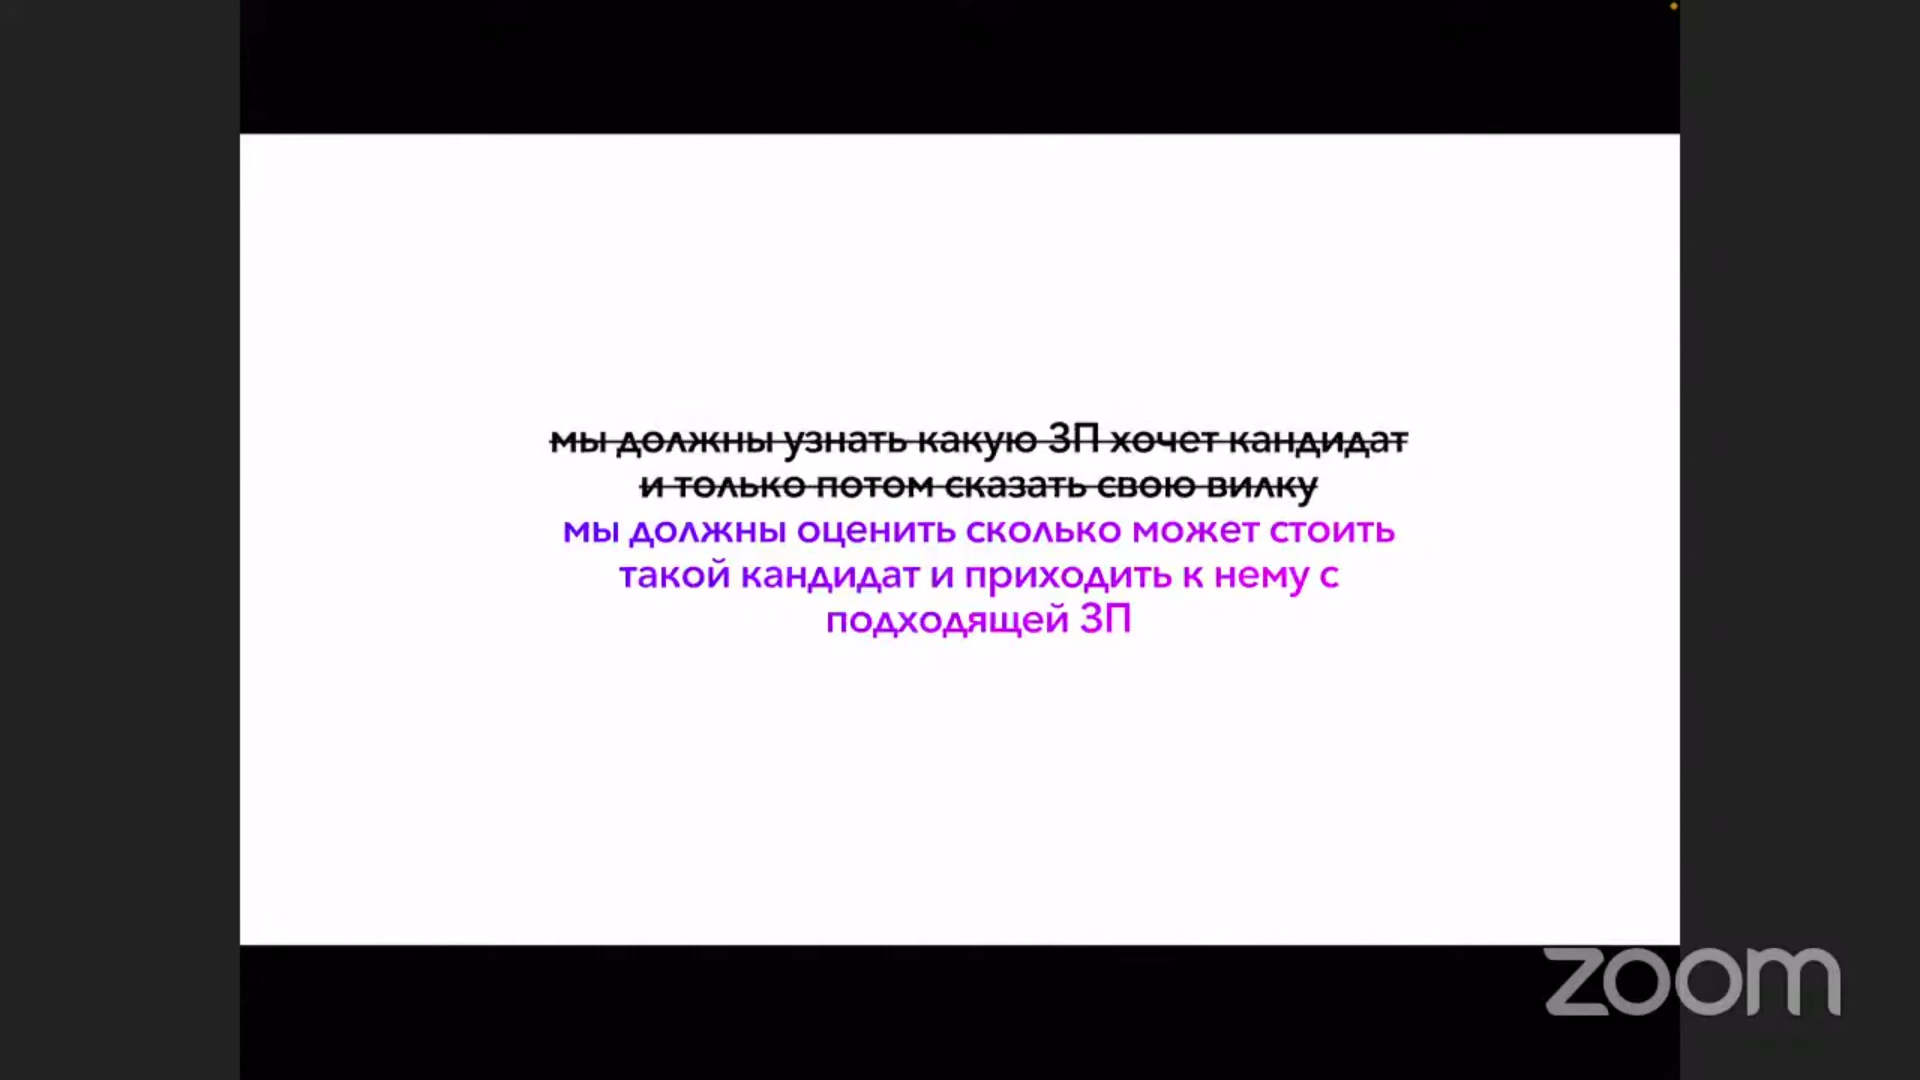 мы должны узнать какую ЗП хочет кандидат
и только потом сказать свою вилку
мы должны оценить сколько может стоить
такой кандидат и приходить к нему с
подходящей ЗП
zoom